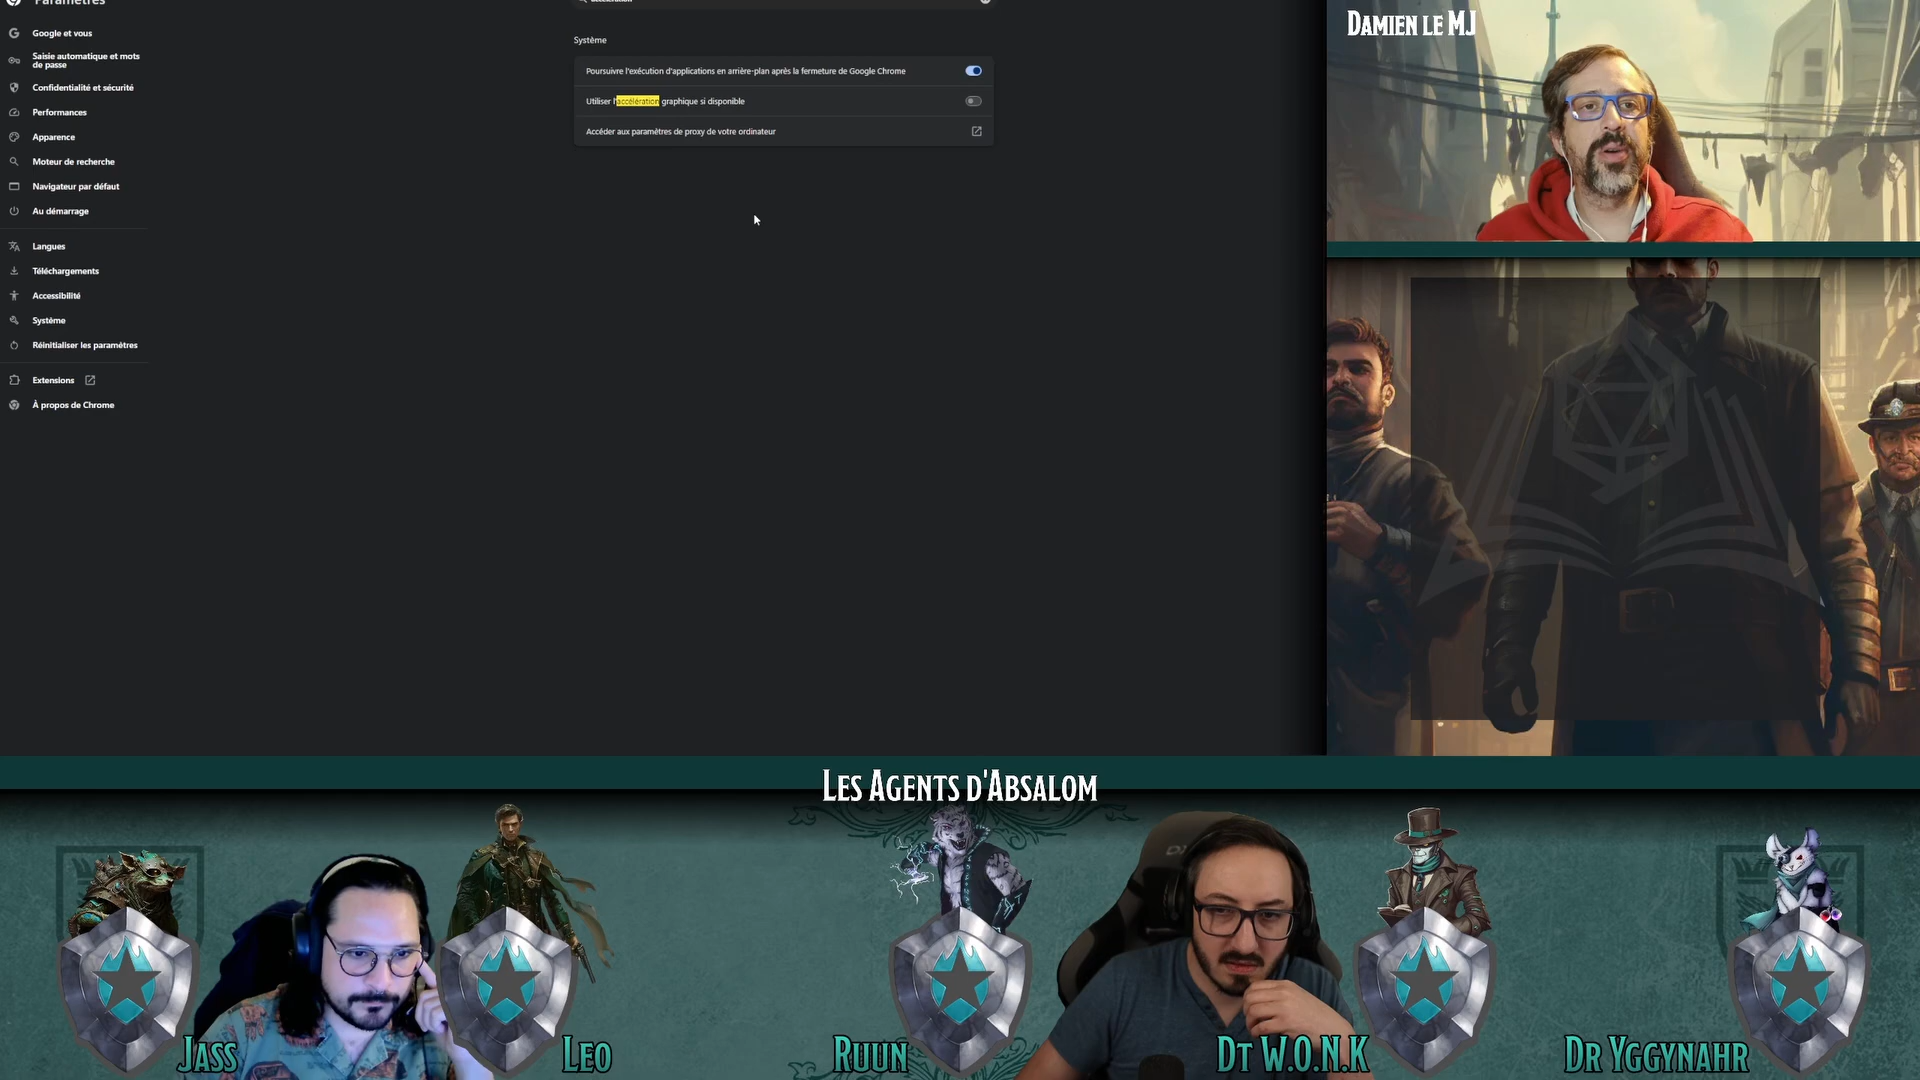 Paramètres
accélération
Google et vous
Saisie automatique et mots
de passe
Confidentialité et sécurité
Performances
Apparence
Moteur de recherche
Navigateur par défaut
Au démarrage
Langues
Téléchargements
Accessibilité
Système
Réinitialiser les paramètres
Extensions
À propos de Chrome
Système
Poursuivre l'exécution d'applications en arrière-plan après la fermeture de Google Chrome
Utiliser l'accélération graphique si disponible
Accéder aux paramètres de proxy de votre ordinateur
Damien le MJ
Les Agents d'Absalom
Jass
Leo
Ruun
Dt W.O.N.K
Dr Yggynahr